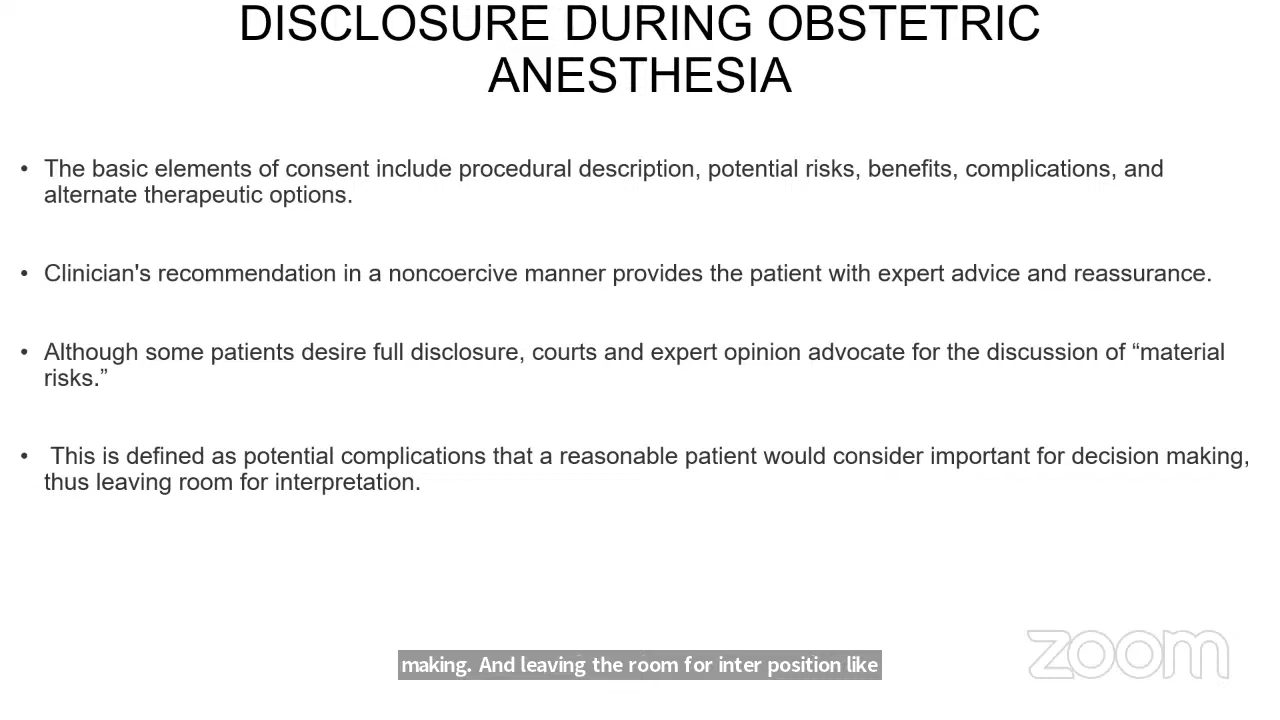 DISCLOSURE DURING OBSTETRIC
ANESTHESIA
• The basic elements of consent include procedural description, potential risks, benefits, complications, and
alternate therapeutic options.
• Clinician's recommendation in a noncoercive manner provides the patient with expert advice and reassurance.
• Although some patients desire full disclosure, courts and expert opinion advocate for the discussion of “material
risks.”
• This is defined as potential complications that a reasonable patient would consider important for decision making,
thus leaving room for interpretation.
making. And leaving the room for inter position like
zoom